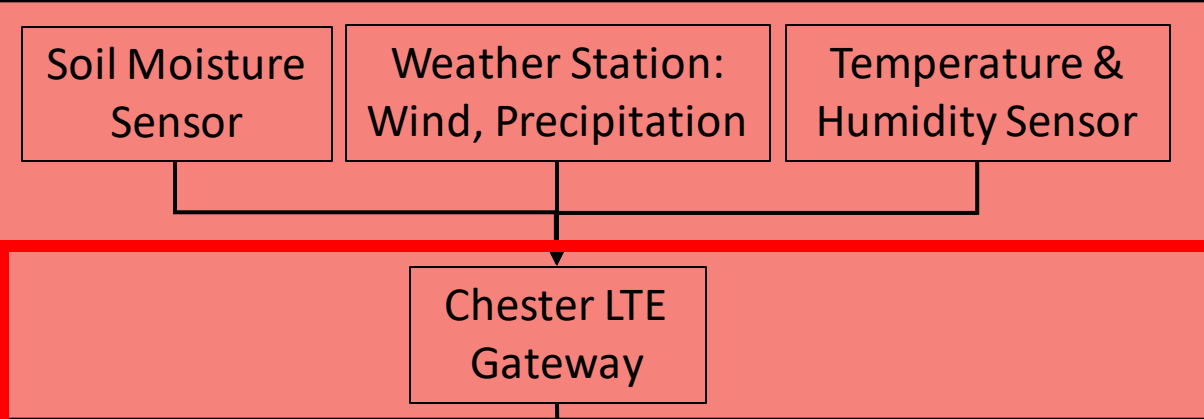 Soil Moisture
Sensor
Weather Station:
Wind, Precipitation
Temperature &
Humidity Sensor
Chester LTE
Gateway